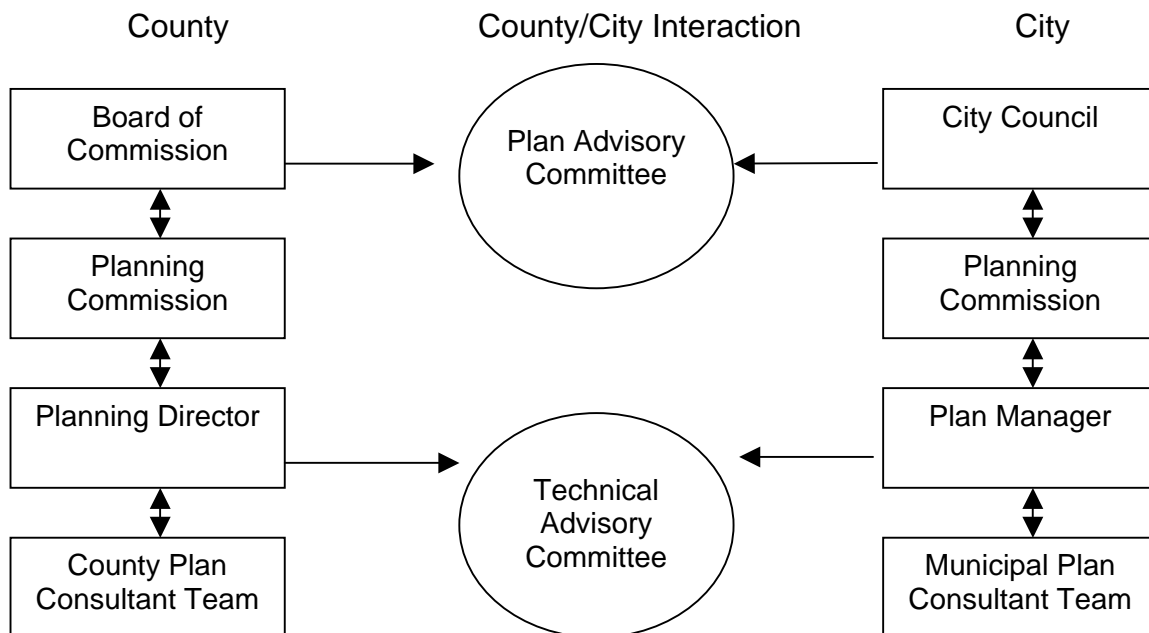 County
County/City Interaction
City
Board of
Commission
Plan Advisory
Committee
City Council
Planning
Commission
Planning
Commission
Planning Director
Plan Manager
Technical
Advisory
Committee
County Plan
Consultant Team
Municipal Plan
Consultant Team